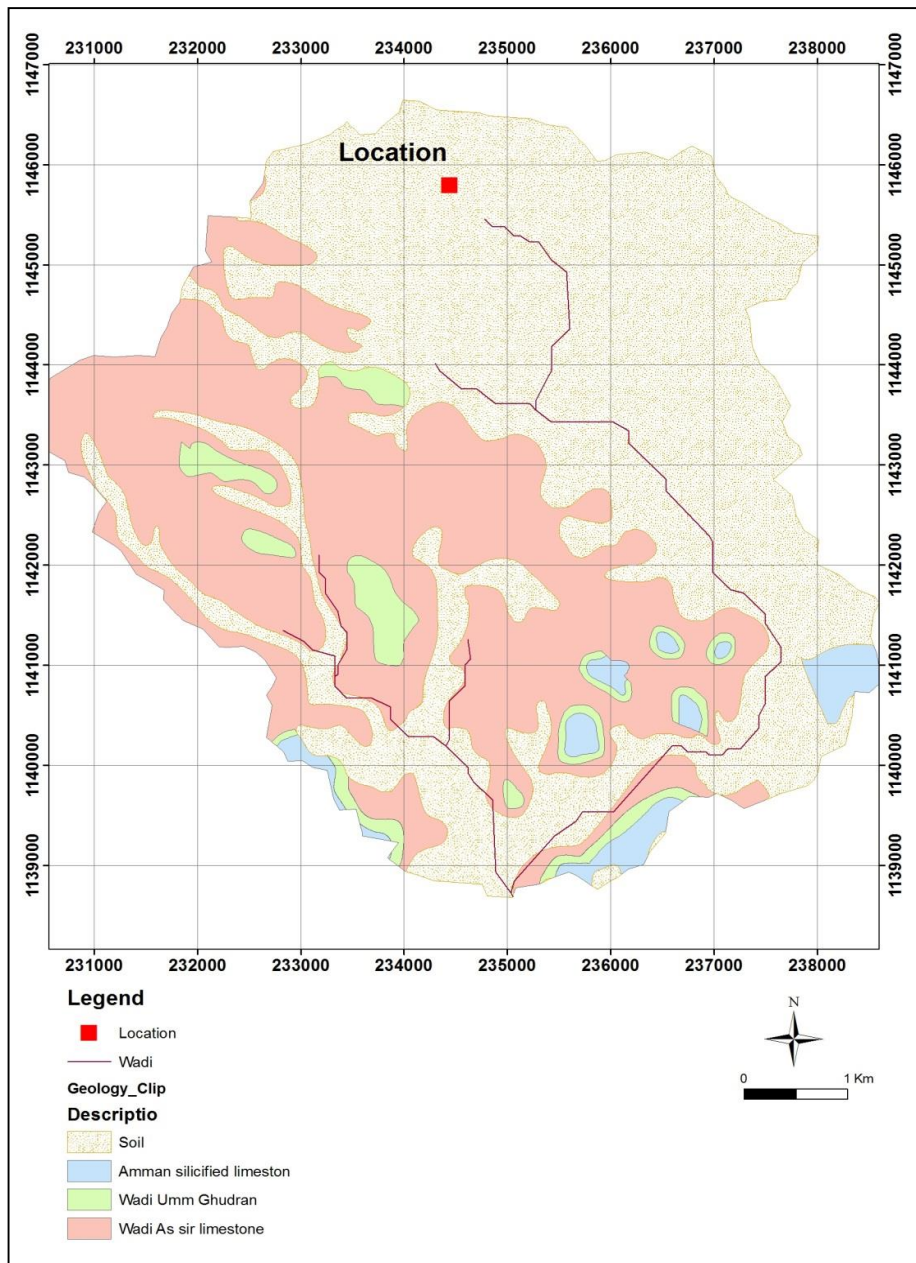 231000 232000 233000 234000 235000 236000 237000 238000
1147000 1147000
1146000 1146000
Location
1145000 1145000
1144000 1144000
1143000 1143000
1142000 1142000
1141000 1141000
1140000 1140000
1139000 1139000
231000 232000 233000 234000 235000 236000 237000 238000
Legend
Location
Wadi
Geology_Clip
Descriptio
Soil
Amman silicified limeston
Wadi Umm Ghudran
Wadi As sir limestone
N
0 1 Km